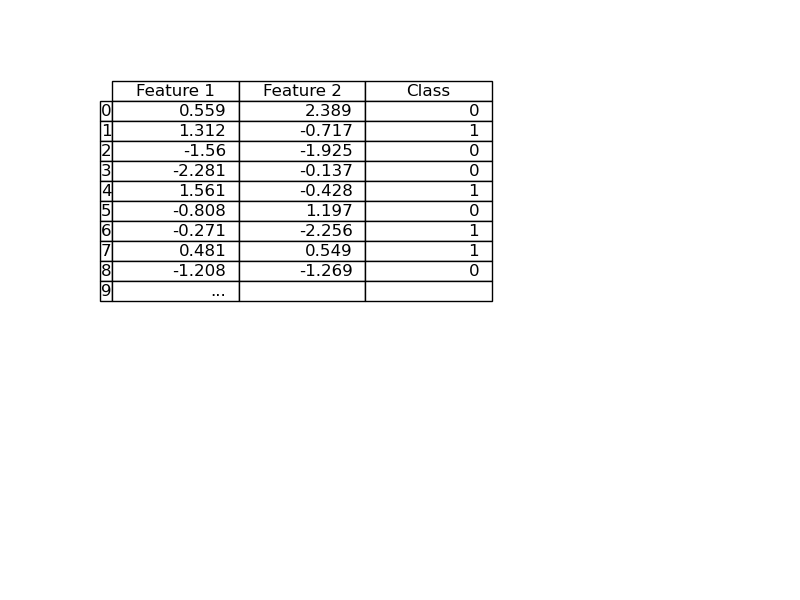 Feature 1 Feature 2 Class
0 0.559 2.389 0
1 1.312 -0.717 1
2 -1.56 -1.925 0
3 -2.281 -0.137 0
4 1.561 -0.428 1
5 -0.808 1.197 0
6 -0.271 -2.256 1
7 0.481 0.549 1
8 -1.208 -1.269 0
9 ...